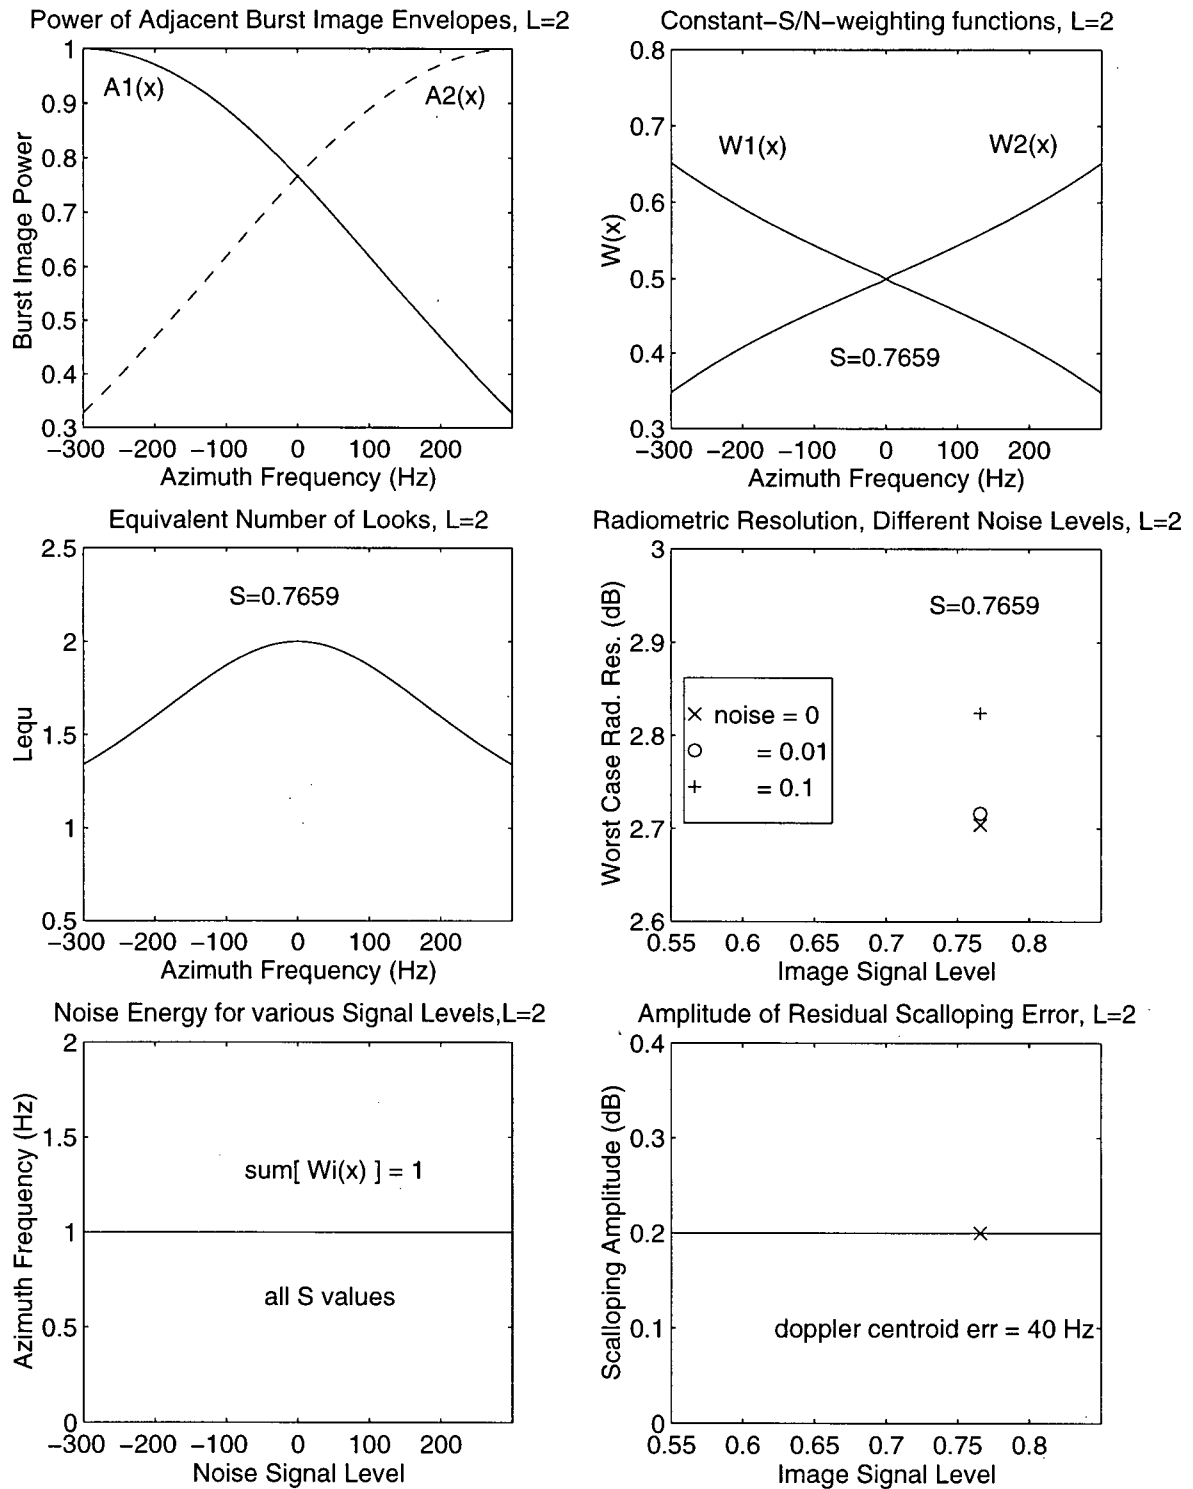 Power of Adjacent Burst Image Envelopes, L=2
1
0.9
0.8
0.7
0.6
0.5
0.4
0.3
Burst Image Power
A1(x)
A2(x)
−300 −200 −100 0 100 200
Azimuth Frequency (Hz)
Constant−S/N−weighting functions, L=2
0.8
0.7
0.6
0.5
0.4
0.3
W(x)
W1(x)
W2(x)
S=0.7659
−300 −200 −100 0 100 200
Azimuth Frequency (Hz)
Equivalent Number of Looks, L=2
2.5
2
1.5
1
0.5
Lequ
S=0.7659
−300 −200 −100 0 100 200
Azimuth Frequency (Hz)
Radiometric Resolution, Different Noise Levels, L=2
3
2.9
2.8
2.7
2.6
Worst Case Rad. Res. (dB)
S=0.7659
× noise = 0
○ = 0.01
+ = 0.1
0.55 0.6 0.65 0.7 0.75 0.8
Image Signal Level
Noise Energy for various Signal Levels,L=2
2
1.5
1
0.5
0
Azimuth Frequency (Hz)
sum[ Wi(x) ] = 1
all S values
−300 −200 −100 0 100 200
Noise Signal Level
Amplitude of Residual Scalloping Error, L=2
0.4
0.3
0.2
0.1
0
Scalloping Amplitude (dB)
doppler centroid err = 40 Hz
0.55 0.6 0.65 0.7 0.75 0.8
Image Signal Level